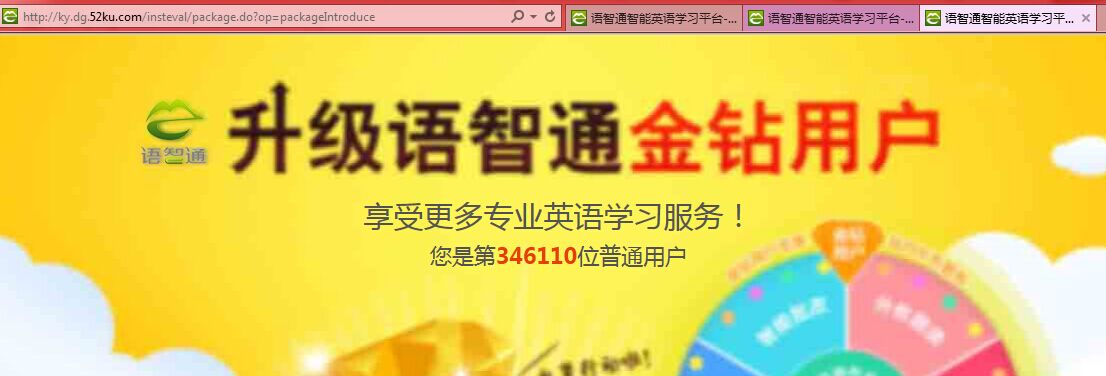 http://ky.dg.52ku.com/insteval/package.do?op=packageIntroduce
语智通智能英语学习平台-...
语智通智能英语学习平台-...
语智通智能英语学习平...
语智通
升级语智通金钻用户
享受更多专业英语学习服务！
您是第346110位普通用户